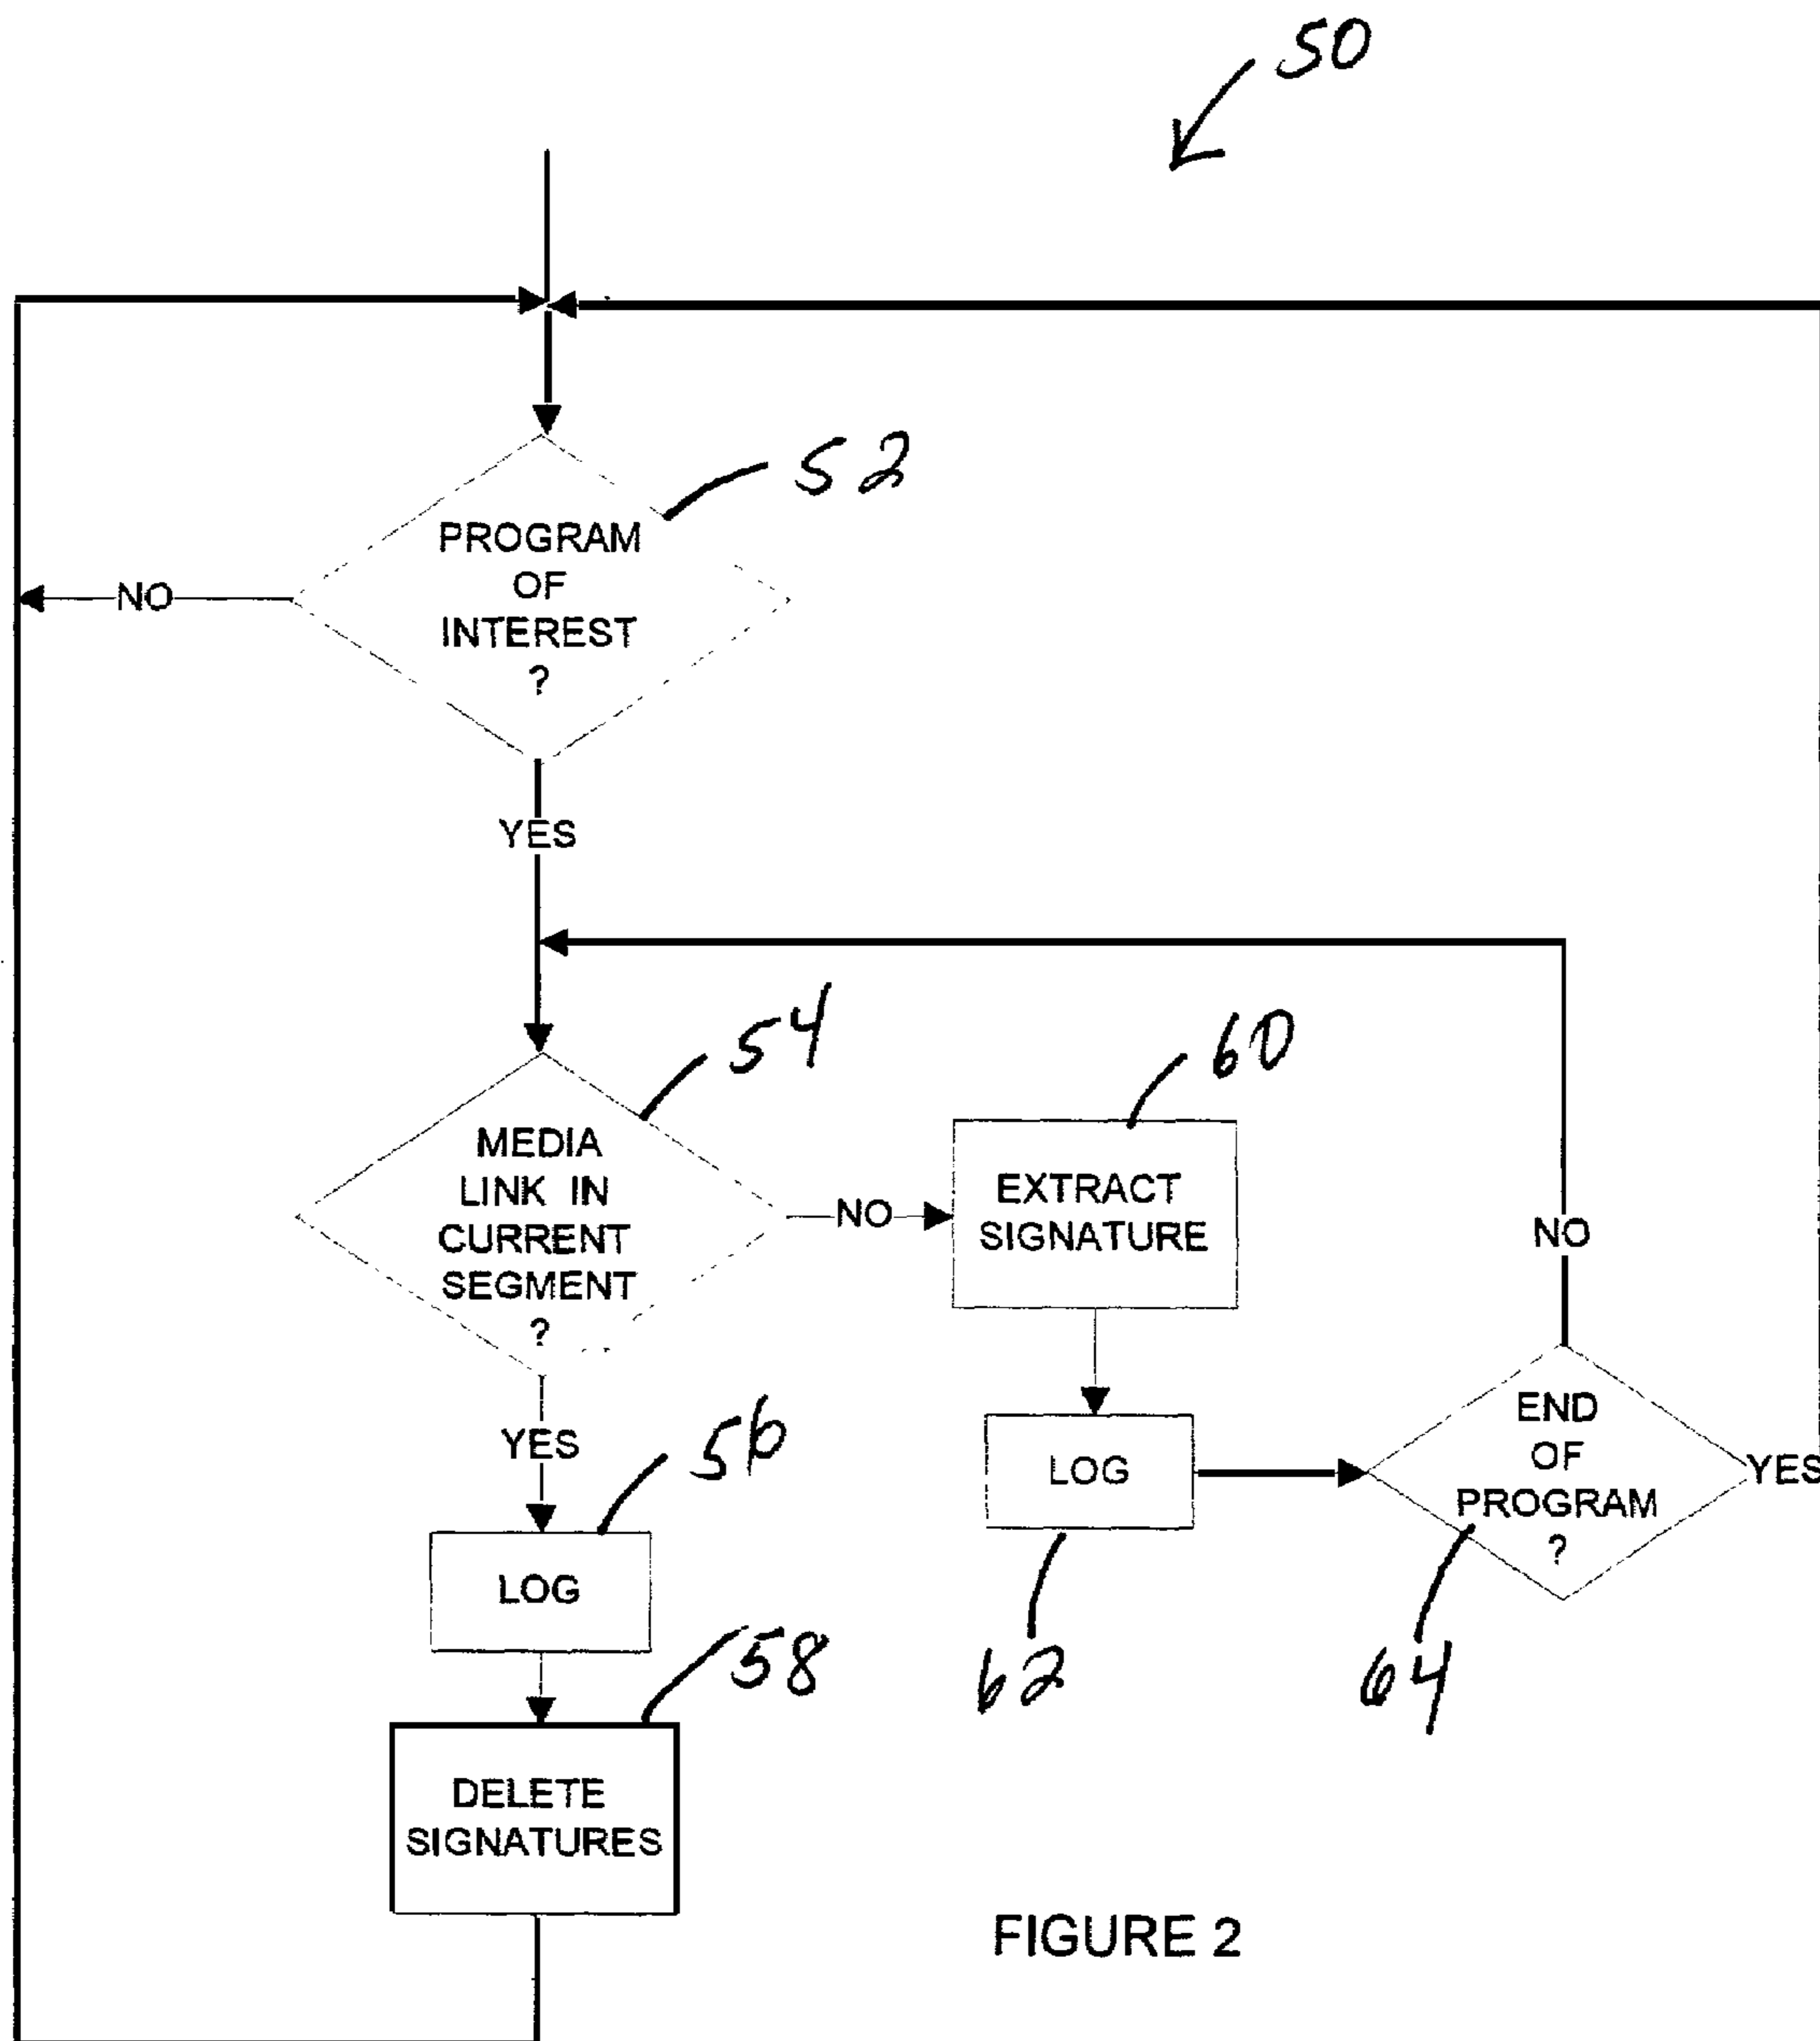 50
52
PROGRAM
OF
INTEREST
?
NO
YES
54
MEDIA
LINK IN
CURRENT
SEGMENT
?
NO
60
EXTRACT
SIGNATURE
NO
YES
56
LOG
LOG
62
END
OF
PROGRAM
?
YES
64
58
DELETE
SIGNATURES
FIGURE 2